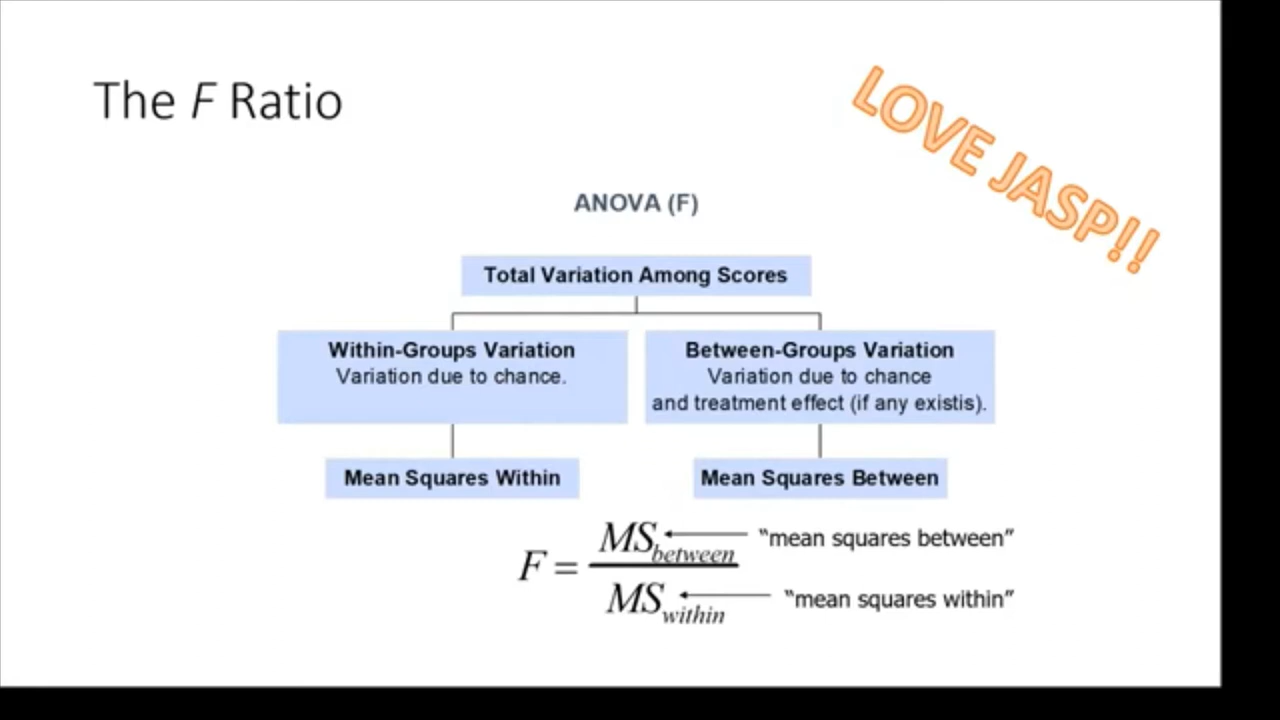 The F Ratio
LOVE JASP!!
ANOVA (F)
Total Variation Among Scores
Within-Groups Variation
Variation due to chance.
Between-Groups Variation
Variation due to chance
and treatment effect (if any existis).
Mean Squares Within
Mean Squares Between
F = MSbetween / MSwithin
“mean squares between”
“mean squares within”